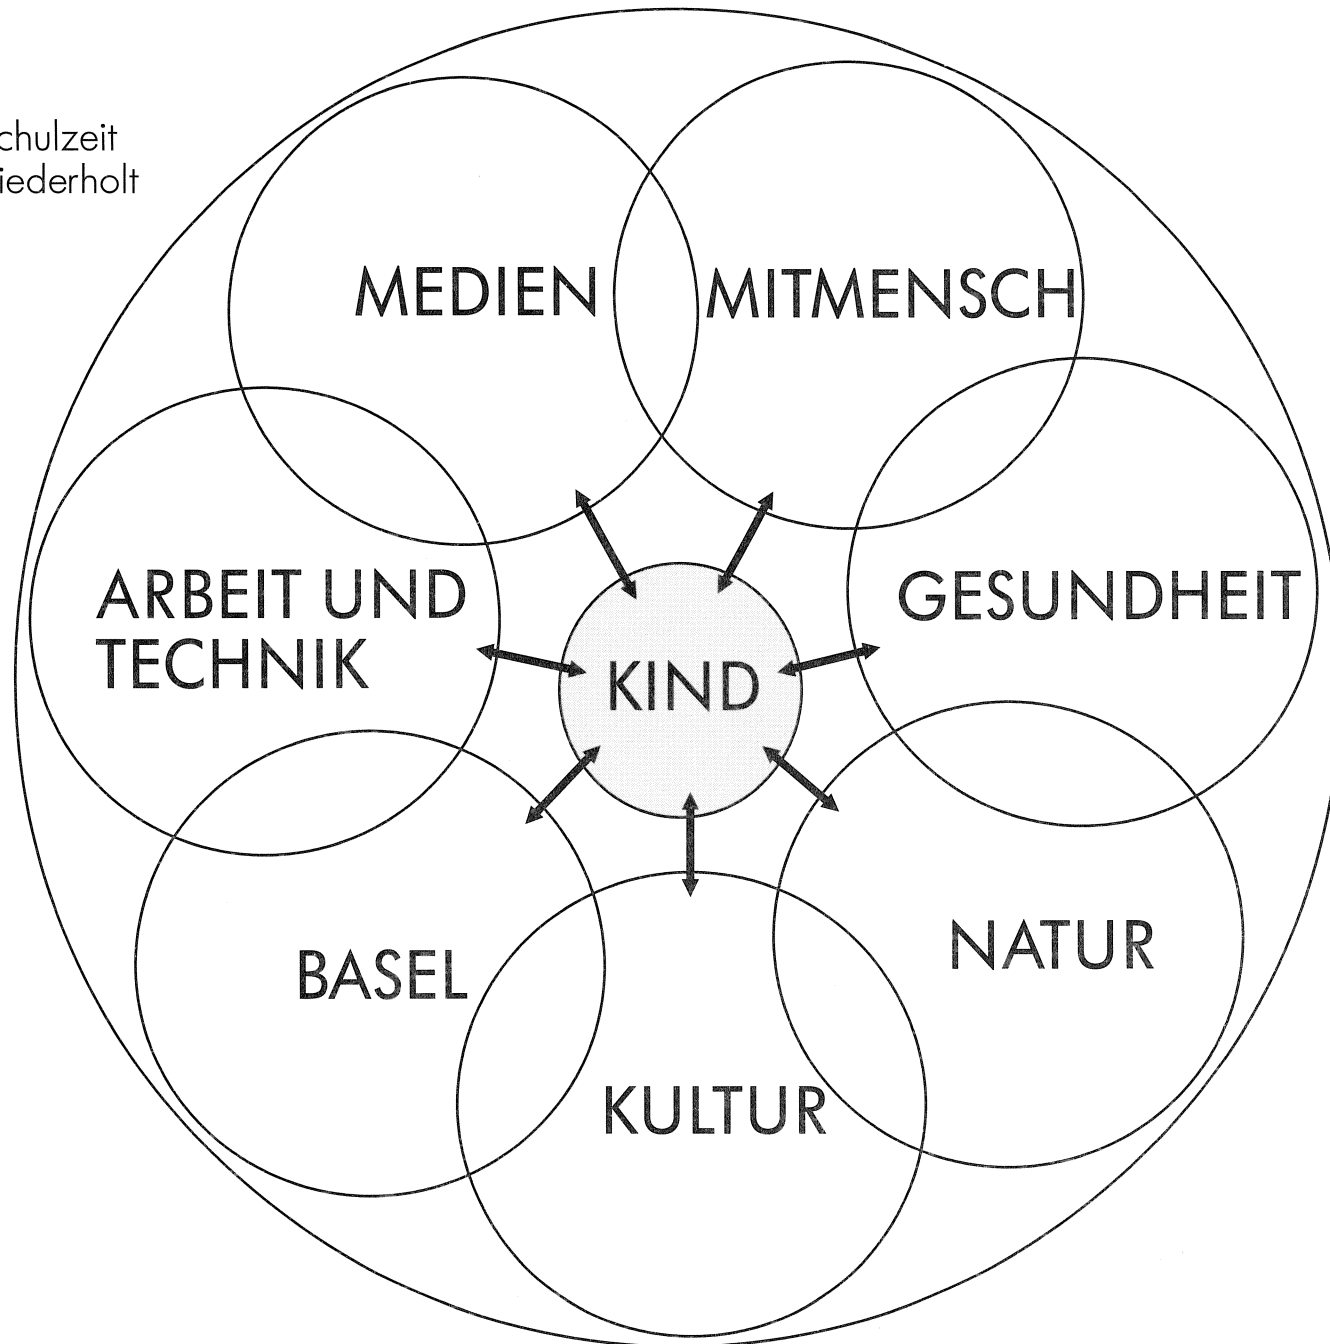 chulzeit
iederholt
MEDIEN
MITMENSCH
ARBEIT UND
TECHNIK
GESUNDHEIT
KIND
BASEL
NATUR
KULTUR